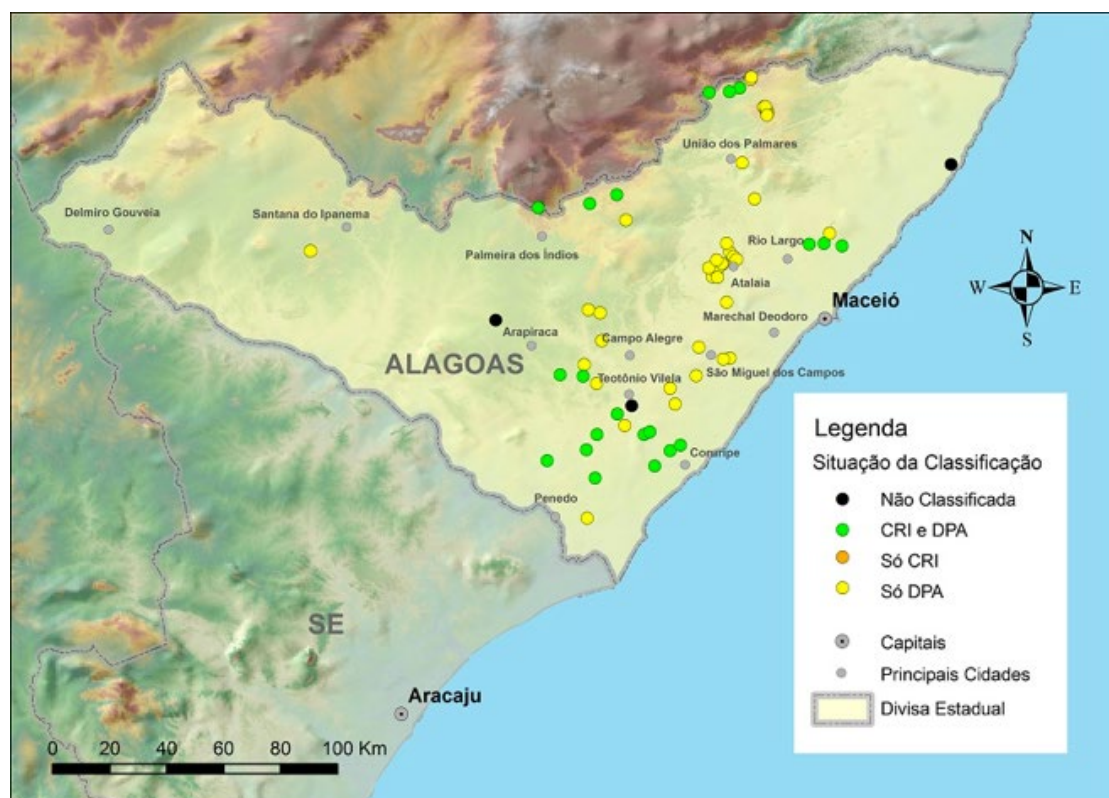 União dos Palmares
Delmiro Gouveia
Santana do Ipanema
Palmeira dos Índios
Rio Largo
Atalaia
Maceió
Marechal Deodoro
Arapiraca
Campo Alegre
ALAGOAS
São Miguel dos Campos
Teotônio Vilela
Coruripe
Penedo
SE
Aracaju
N
W
E
S
0 20 40 60 80 100 Km
Legenda
Situação da Classificação
Não Classificada
CRI e DPA
Só CRI
Só DPA
Capitais
Principais Cidades
Divisa Estadual